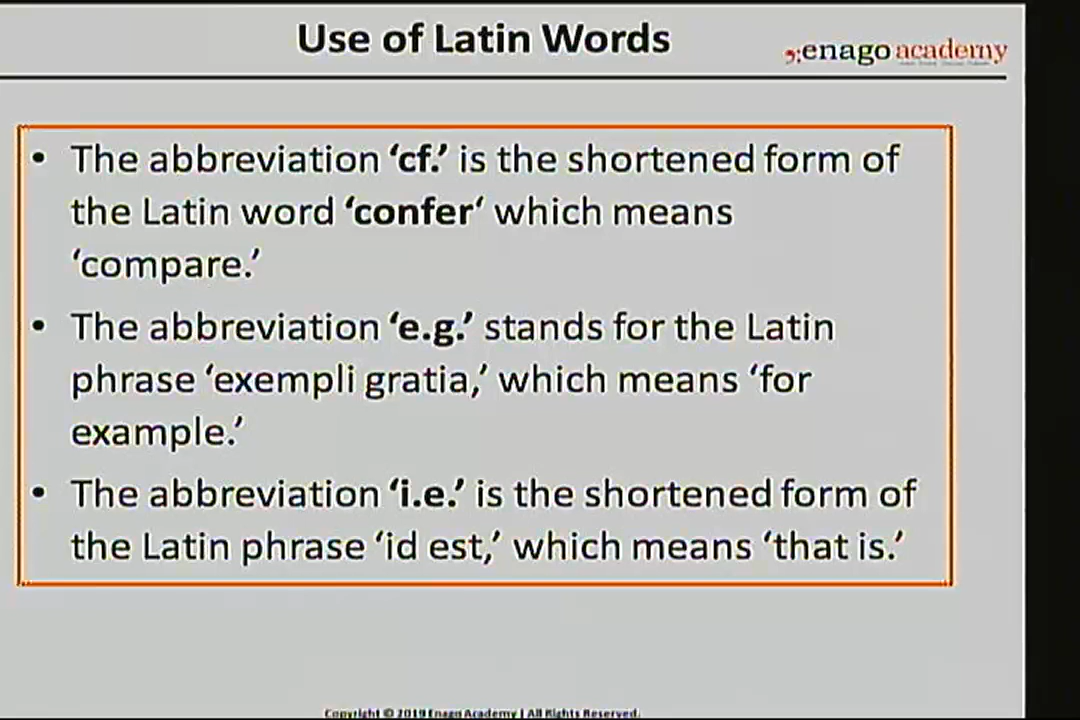 Use of Latin Words
;enago academy
• The abbreviation ‘cf.’ is the shortened form of
the Latin word ‘confer‘ which means
‘compare.’
• The abbreviation ‘e.g.’ stands for the Latin
phrase ‘exempli gratia,’ which means ‘for
example.’
• The abbreviation ‘i.e.’ is the shortened form of
the Latin phrase ‘id est,’ which means ‘that is.’
Copyright © 2019 Enago Academy | All Rights Reserved.